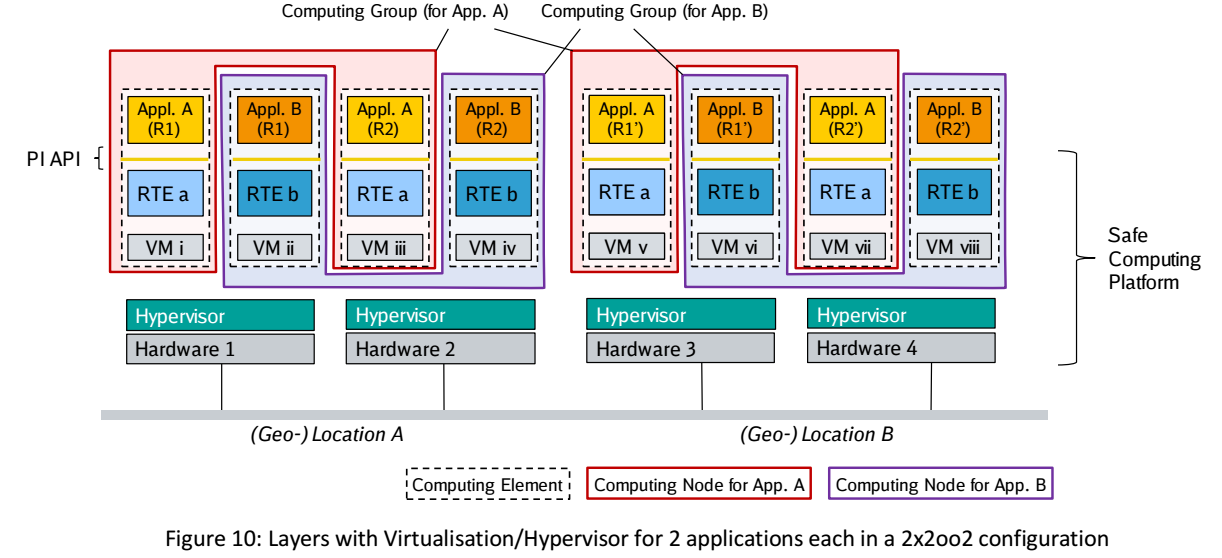 Computing Group (for App. A)
Computing Group (for App. B)
Appl. A
(R1)
Appl. B
(R1)
Appl. A
(R2)
Appl. B
(R2)
Appl. A
(R1')
Appl. B
(R1')
Appl. A
(R2')
Appl. B
(R2')
PI API
RTE a
RTE b
RTE a
RTE b
RTE a
RTE b
RTE a
RTE b
VM i
VM ii
VM iii
VM iv
VM v
VM vi
VM vii
VM viii
Safe
Computing
Platform
Hypervisor
Hypervisor
Hypervisor
Hypervisor
Hardware 1
Hardware 2
Hardware 3
Hardware 4
(Geo-) Location A
(Geo-) Location B
Computing Element
Computing Node for App. A
Computing Node for App. B
Figure 10: Layers with Virtualisation/Hypervisor for 2 applications each in a 2x2oo2 configuration